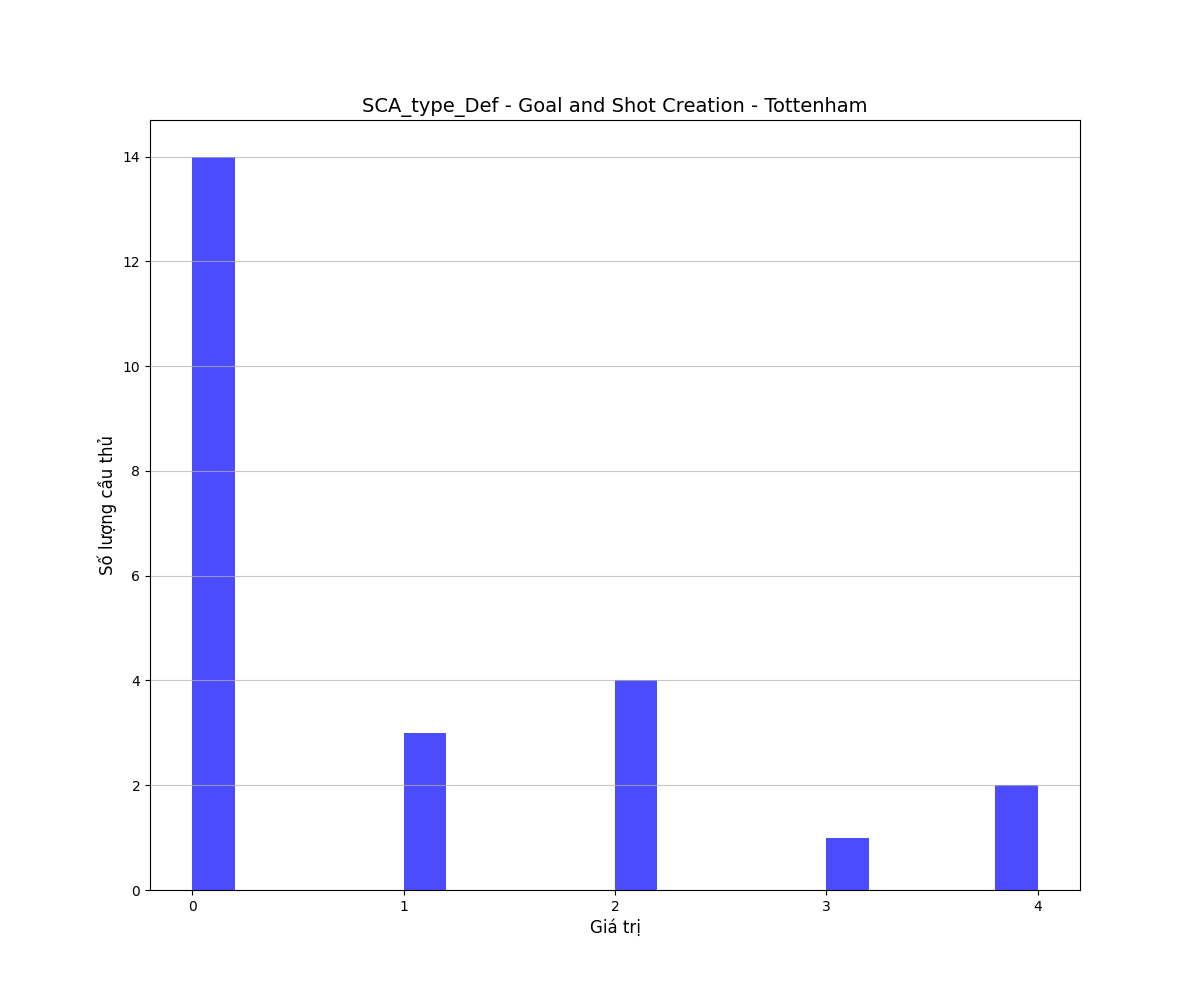 SCA_type_Def - Goal and Shot Creation - Tottenham
14
12
10
8
6
4
2
0
Số lượng cầu thủ
0 1 2 3 4
Giá trị